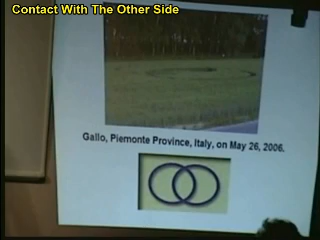 Contact With The Other Side
Gallo, Piemonte Province, Italy, on May 26, 2006.